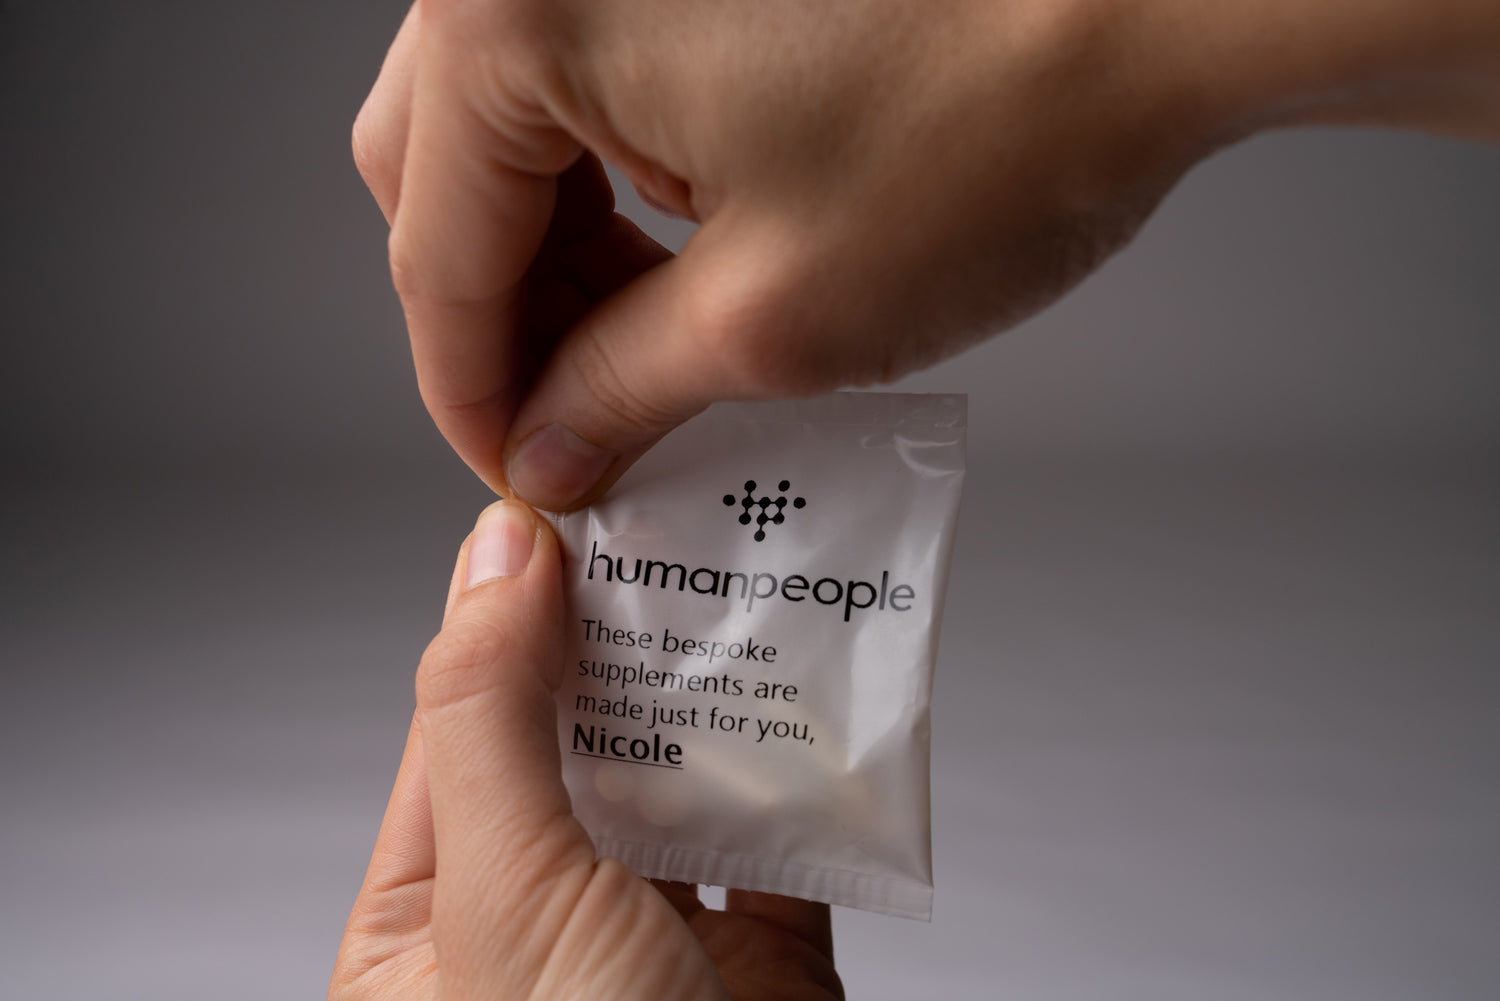 humanpeople
These bespoke
supplements are
made just for you,
Nicole